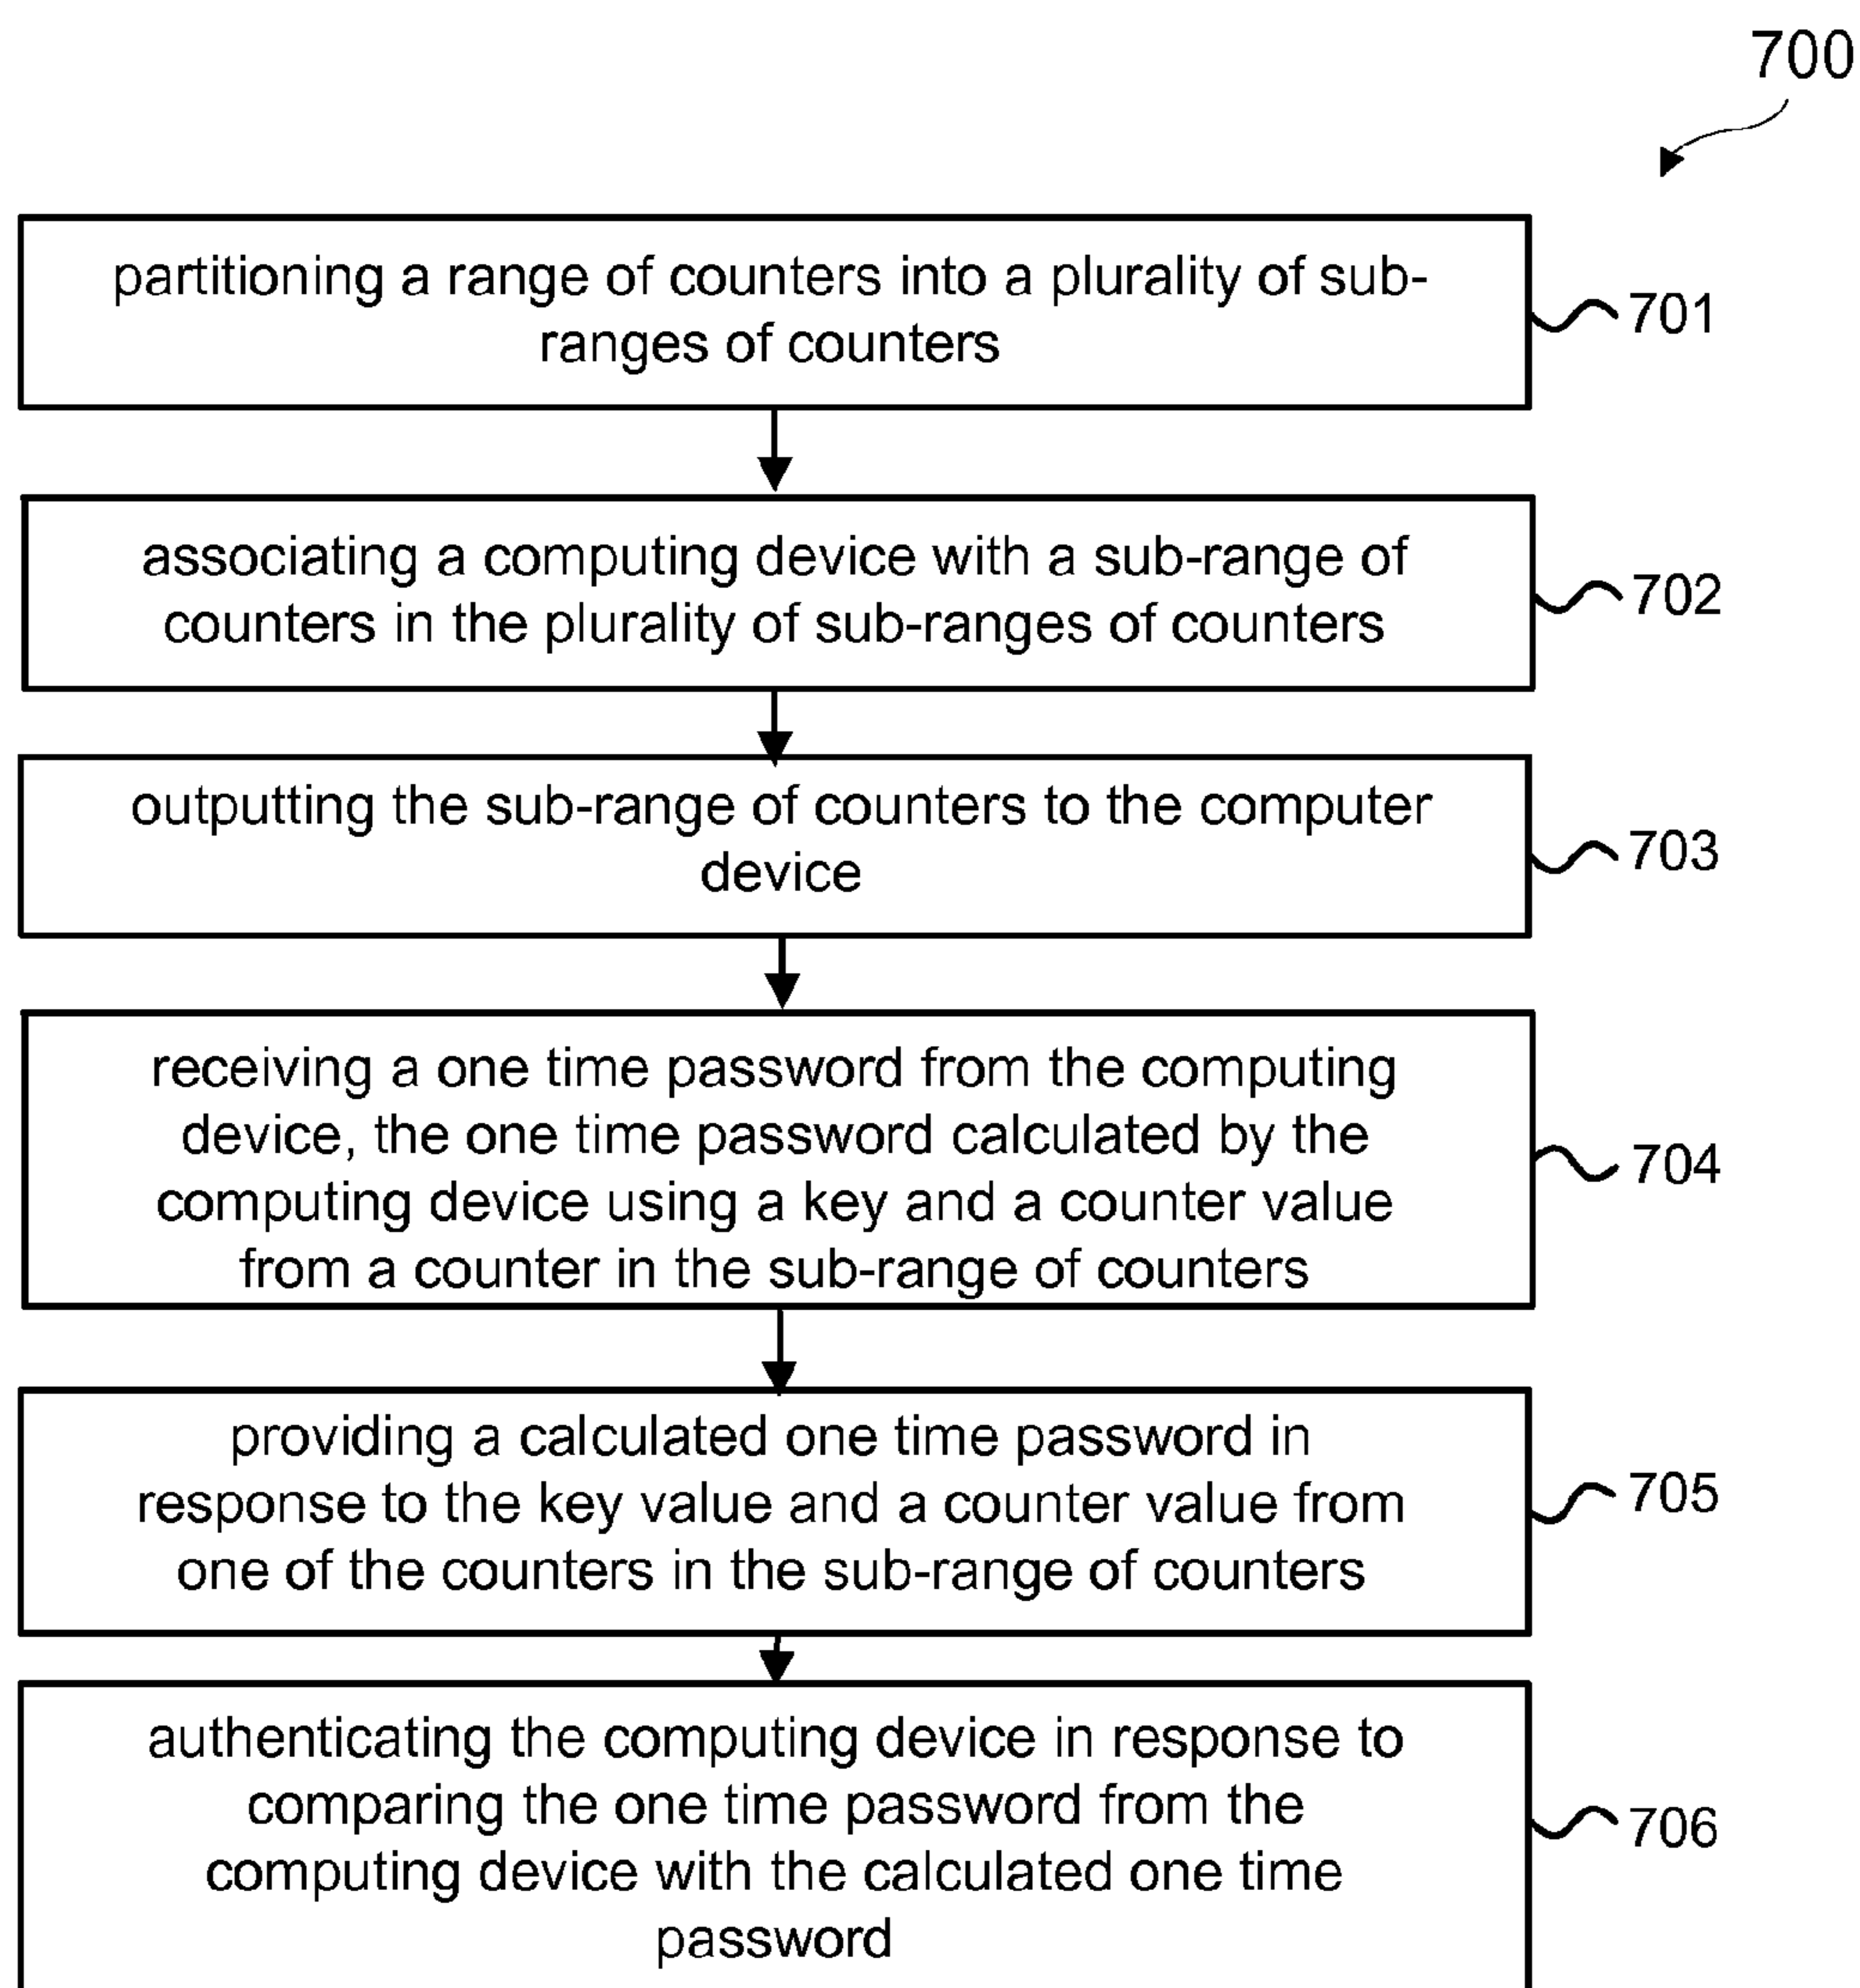 700
partitioning a range of counters into a plurality of sub-
ranges of counters
701
associating a computing device with a sub-range of
counters in the plurality of sub-ranges of counters
702
outputting the sub-range of counters to the computer
device
703
receiving a one time password from the computing
device, the one time password calculated by the
computing device using a key and a counter value
from a counter in the sub-range of counters
704
providing a calculated one time password in
response to the key value and a counter value from
one of the counters in the sub-range of counters
705
authenticating the computing device in response to
comparing the one time password from the
computing device with the calculated one time
password
706